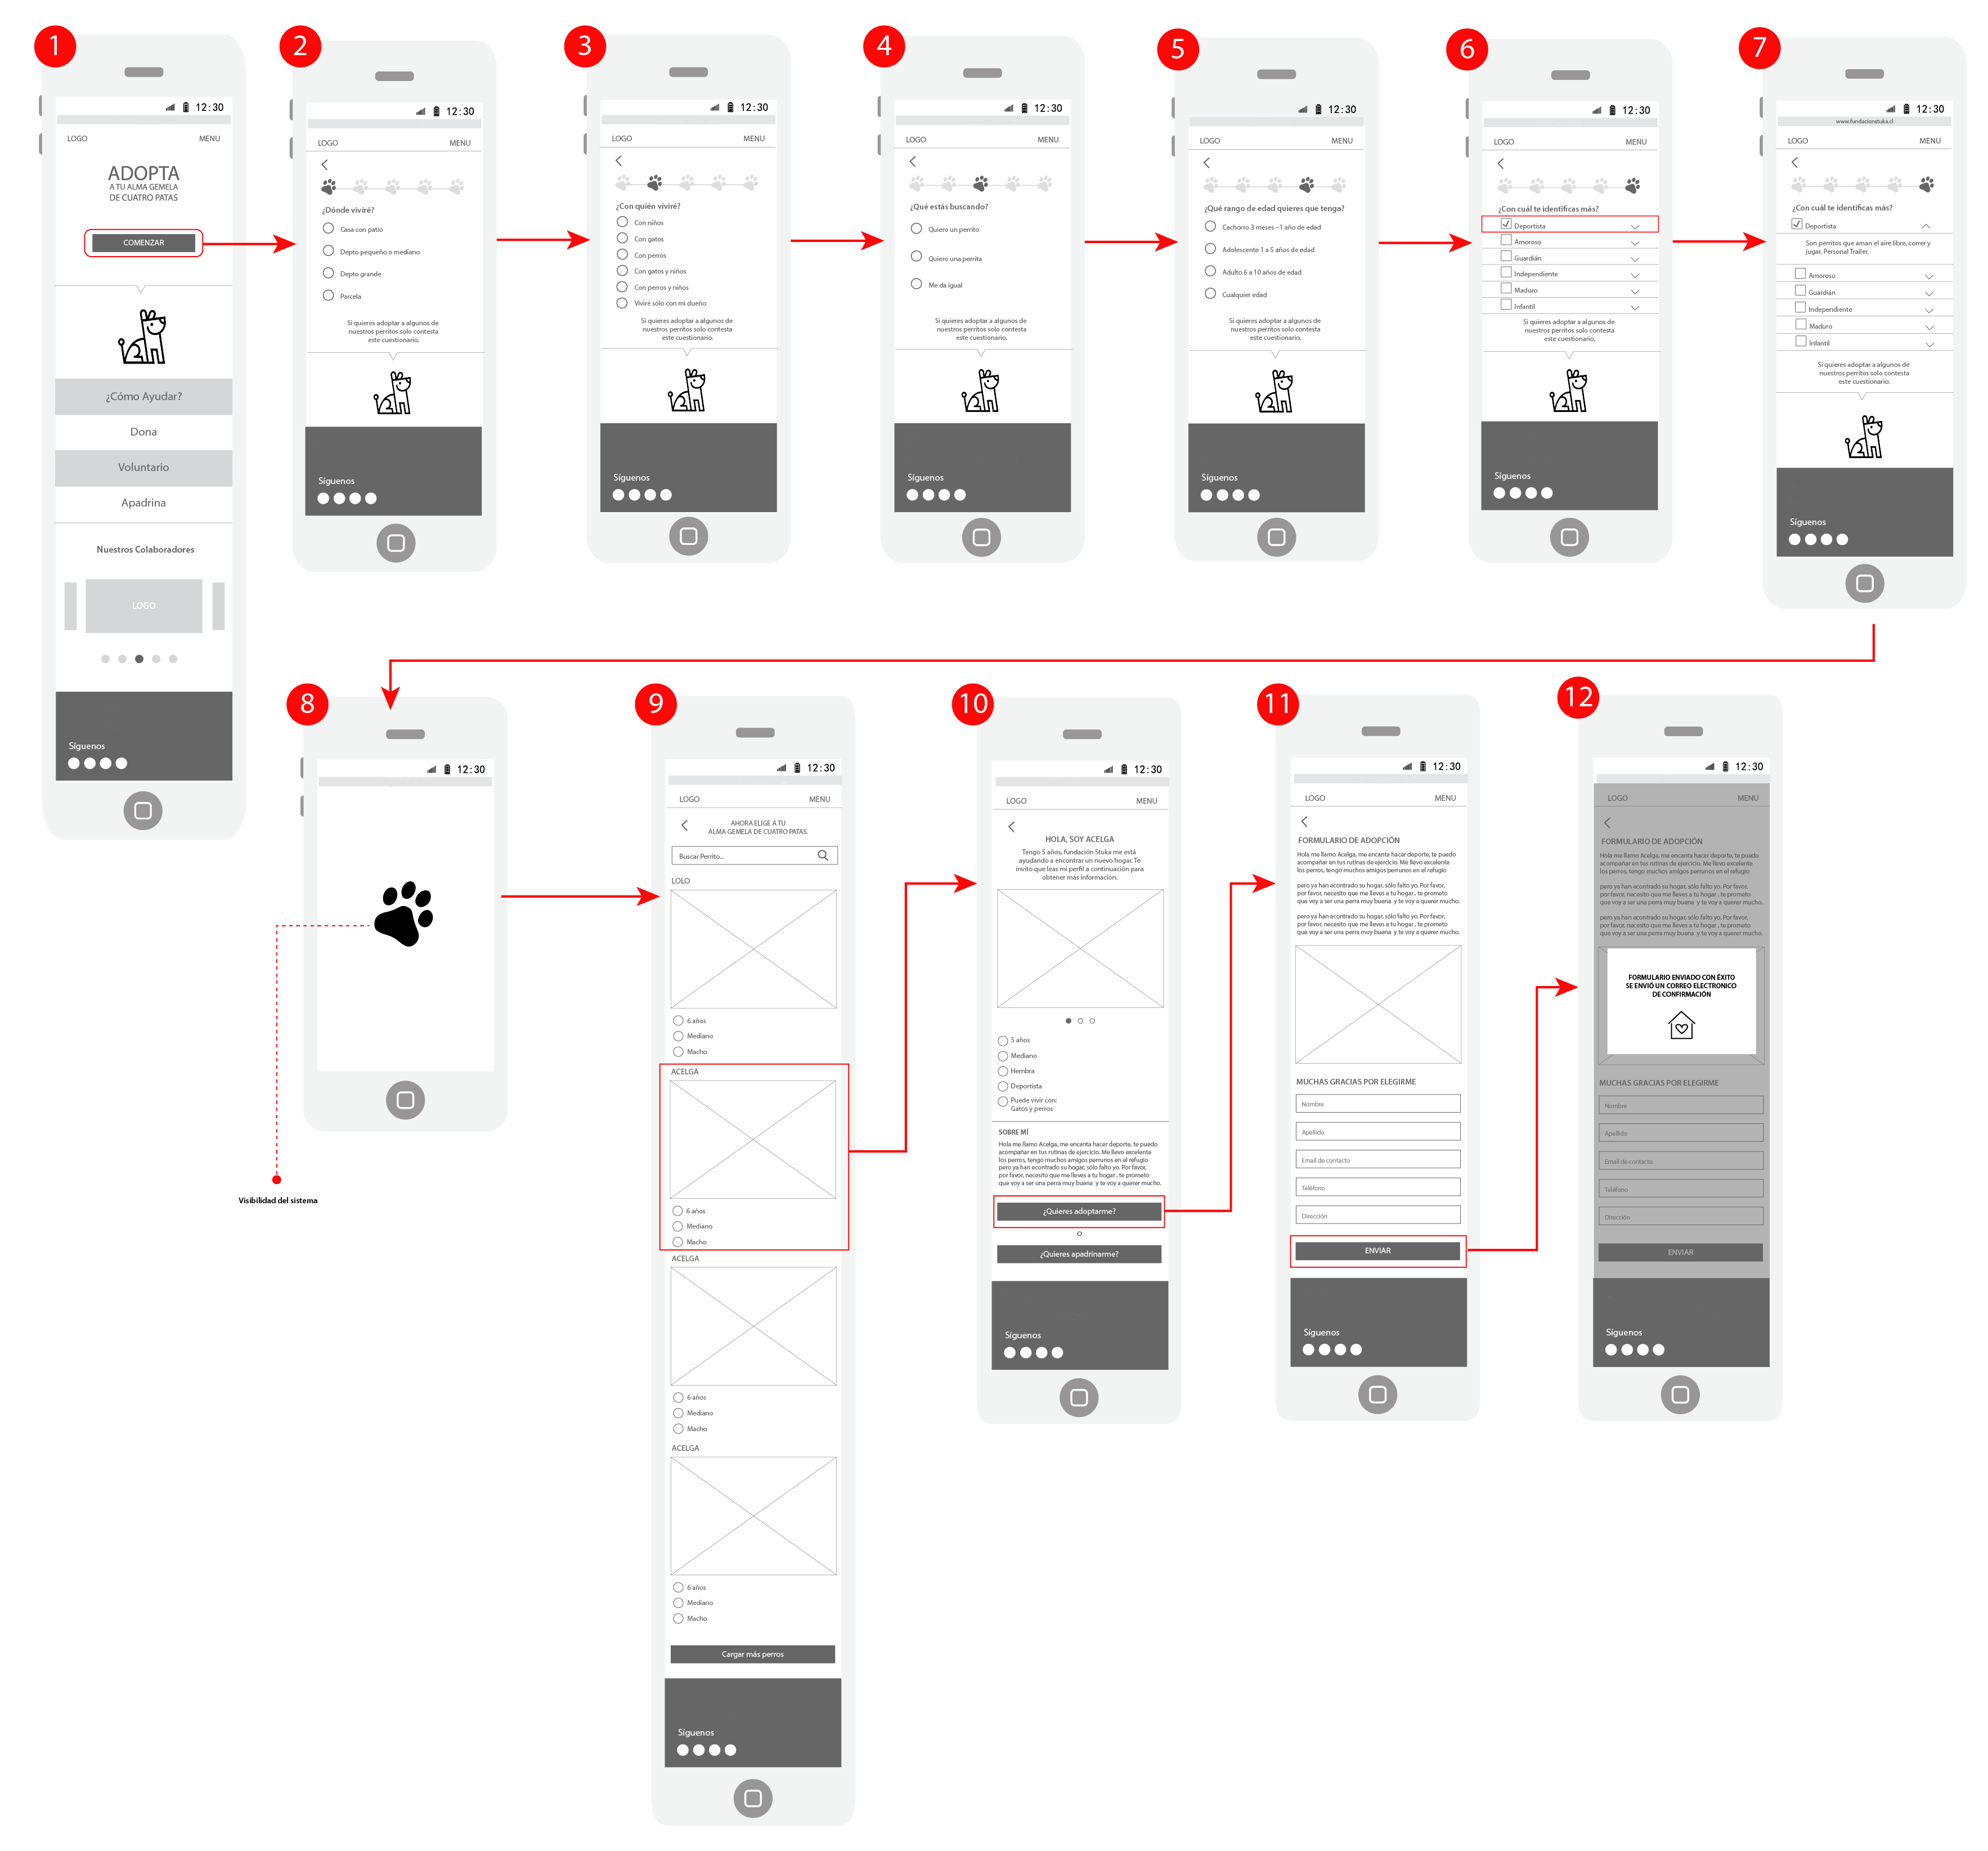 1
12:30
LOGO MENU
ADOPTA
A TU ALMA GEMELA
DE CUATRO PATAS
COMENZAR
¿Cómo Ayudar?
Dona
Voluntario
Apadrina
Nuestros Colaboradores
LOGO
Síguenos
2
12:30
LOGO MENU
¿Dónde viviré?
Casa con patio
Depto pequeño o mediano
Depto grande
Parcela
Si quieres adoptar a algunos de
nuestros perritos solo contesta
este cuestionario.
Síguenos
3
12:30
LOGO MENU
¿Con quién viviré?
Con niños
Con gatos
Con perros
Con gatos y niños
Con perros y niños
Viviré sólo con mi dueño
Si quieres adoptar a algunos de
nuestros perritos solo contesta
este cuestionario.
Síguenos
4
12:30
LOGO MENU
¿Qué estás buscando?
Quiero un perrito
Quiero una perrita
Me da igual
Si quieres adoptar a algunos de
nuestros perritos solo contesta
este cuestionario.
Síguenos
5
12:30
LOGO MENU
¿Qué rango de edad quieres que tenga?
Cachorro 3 meses - 1 año de edad
Adolescente 1 a 5 años de edad
Adulto 6 a 10 años de edad
Cualquier edad
Si quieres adoptar a algunos de
nuestros perritos solo contesta
este cuestionario.
Síguenos
6
12:30
LOGO MENU
¿Con cuál te identificas más?
Deportista
Amoroso
Guardián
Independiente
Maduro
Infantil
Si quieres adoptar a algunos de
nuestros perritos solo contesta
este cuestionario.
Síguenos
7
12:30
www.fundacionstuka.cl
LOGO MENU
¿Con cuál te identificas más?
Deportista
Son perritos que aman el aire libre, correr y
jugar. Personal Trailer.
Amoroso
Guardián
Independiente
Maduro
Infantil
Si quieres adoptar a algunos de
nuestros perritos solo contesta
este cuestionario.
Síguenos
8
12:30
Visibilidad del sistema
9
12:30
LOGO MENU
AHORA ELIGE A TU
ALMA GEMELA DE CUATRO PATAS.
Buscar Perrito...
LOLO
6 años
Mediano
Macho
ACELGA
6 años
Mediano
Macho
ACELGA
6 años
Mediano
Macho
ACELGA
6 años
Mediano
Macho
Cargar más perros
Síguenos
10
12:30
LOGO MENU
HOLA, SOY ACELGA
Tengo 5 años, fundación Stuka me está
ayudando a encontrar un nuevo hogar. Te
invito que leas mi perfil a continuación para
obtener más información.
5 años
Mediano
Hembra
Deportista
Puede vivir con:
Gatos y perros
SOBRE MÍ
Hola me llamo Acelga, me encanta hacer deporte, te puedo
acompañar en tus rutinas de ejercicio. Me llevo excelente
los perros, tengo muchos amigos perrunos en el refugio
pero ya han econtrado su hogar, sólo falto yo. Por favor,
por favor, necesito que me lleves a tu hogar , te prometo
que voy a ser una perra muy buena y te voy a querer mucho.
¿Quieres adoptarme?
o
¿Quieres apadrinarme?
Síguenos
11
12:30
LOGO MENU
FORMULARIO DE ADOPCIÓN
Hola me llamo Acelga, me encanta hacer deporte, te puedo
acompañar en tus rutinas de ejercicio. Me llevo excelente
los perros, tengo muchos amigos perrunos en el refugio
pero ya han econtrado su hogar, sólo falto yo. Por favor,
por favor, necesito que me lleves a tu hogar , te prometo
que voy a ser una perra muy buena y te voy a querer mucho.
pero ya han econtrado su hogar, sólo falto yo. Por favor,
por favor, necesito que me lleves a tu hogar , te prometo
que voy a ser una perra muy buena y te voy a querer mucho.
MUCHAS GRACIAS POR ELEGIRME
Nombre
Apellido
Email de contacto
Teléfono
Dirección
ENVIAR
Síguenos
12
12:30
LOGO MENU
FORMULARIO DE ADOPCIÓN
Hola me llamo Acelga, me encanta hacer deporte, te puedo
acompañar en tus rutinas de ejercicio. Me llevo excelente
los perros, tengo muchos amigos perrunos en el refugio
pero ya han econtrado su hogar, sólo falto yo. Por favor,
por favor, necesito que me lleves a tu hogar , te prometo
que voy a ser una perra muy buena y te voy a querer mucho.
pero ya han econtrado su hogar, sólo falto yo. Por favor,
por favor, necesito que me lleves a tu hogar , te prometo
que voy a ser una perra muy buena y te voy a querer mucho.
FORMULARIO ENVIADO CON ÉXITO
SE ENVIÓ UN CORREO ELECTRONICO
DE CONFIRMACIÓN
MUCHAS GRACIAS POR ELEGIRME
Nombre
Apellido
Email de contacto
Teléfono
Dirección
ENVIAR
Síguenos